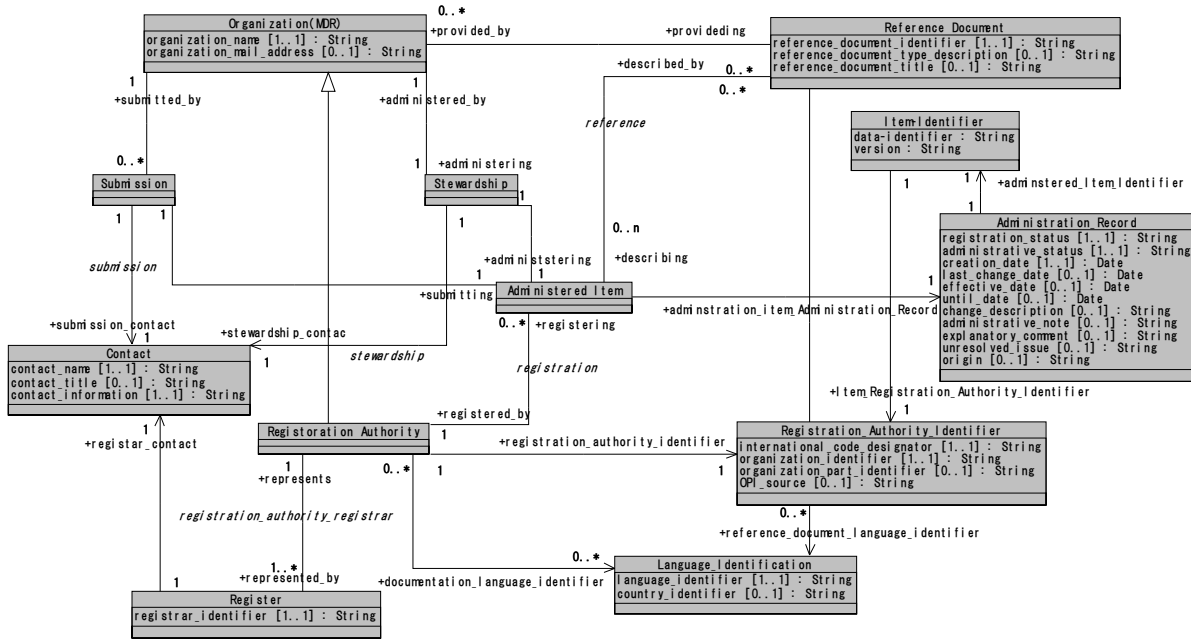 Organization(MDR)
organization_name [1..1] : String
organization_mail_address [0..1] : String
0..*
+provided_by
+provideding
Reference Document
reference_document_identifier [1..1] : String
reference_document_type_description [0..1] : String
reference_document_title [0..1] : String
1
+submitted_by
1
+administered_by
+described_by
0..*
0..*
reference
Item-Identifier
data-identifier : String
version : String
0..*
1
+administering
Submission
Stewardship
1
1
+adminstered_Item_Identifier
1
1
1
1
1
1
Administration_Record
registration_status [1..1] : String
administrative_status [1..1] : String
creation_date [1..1] : Date
last_change_date [0..1] : Date
effective_date [0..1] : Date
until_date [0..1] : Date
change_description [0..1] : String
administrative_note [0..1] : String
explanatory_comment [0..1] : String
unresolved_issue [0..1] : String
origin [0..1] : String
0..n
submission
+administstering
+describing
1
1
1
+submitting
Administered Item
+admistration_item_Administration_Record
+submission_contact
+stewardship_contac
0..*
+registering
1
1
stewardship
registration
Contact
contact_name [1..1] : String
contact_title [0..1] : String
contact_information [1..1] : String
+Item_Registration_Authority_Identifier
1
+registered_by
1
+registar_contact
Registoration Authority
1
+registration_authority_identifier
Registration_Authority_Identifier
international_code_designator [1..1] : String
organization_identifier [1..1] : String
organization_part_identifier [0..1] : String
OPI_source [0..1] : String
1
+represents
0..*
1
1
registration_authority_registrar
0..*
+reference_document_language_identifier
1..*
+represented_by
0..*
+documentation_language_identifier
Language_Identification
language_identifier [1..1] : String
country_identifier [0..1] : String
1
Register
registrar_identifier [1..1] : String